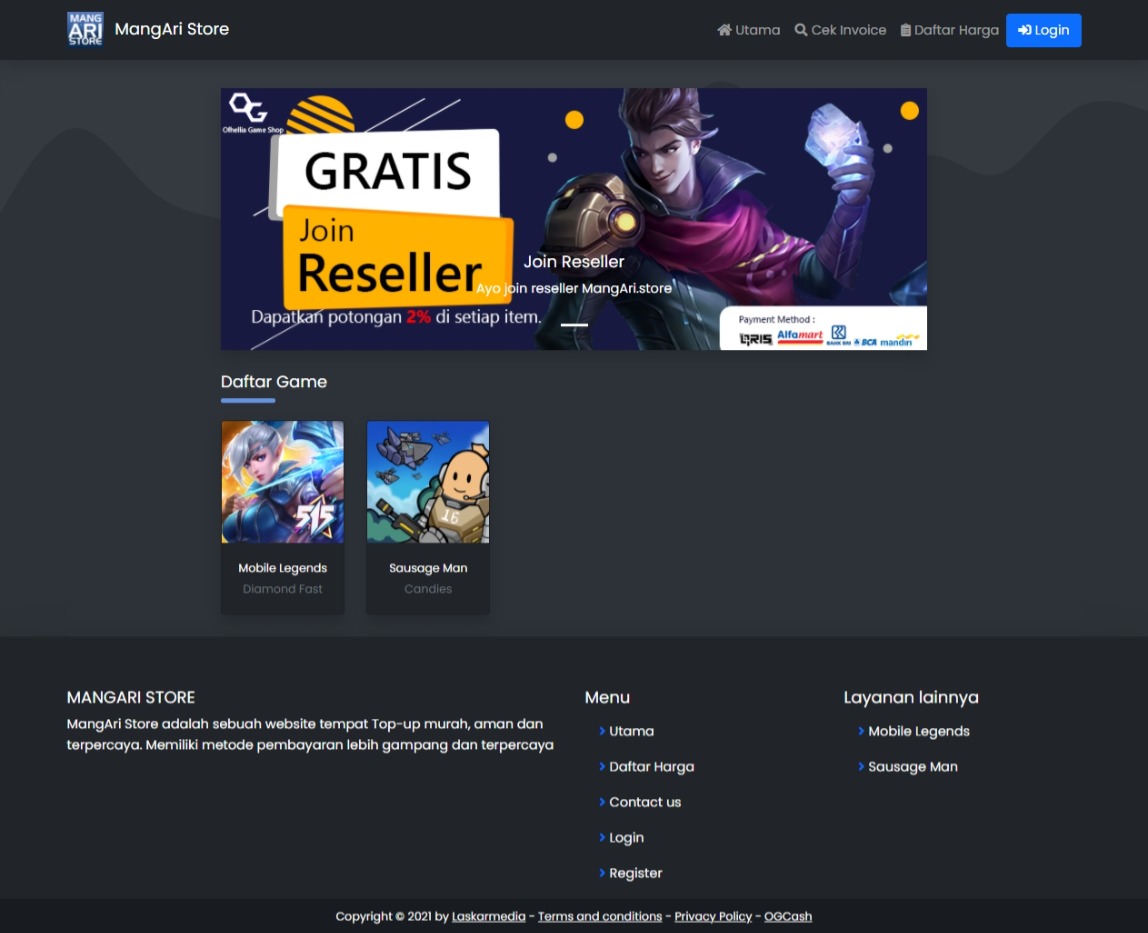 MANG
ARI
STORE
MangAri Store
Utama
Cek Invoice
Daftar Harga
Login
OG
Othellia Game Shop
GRATIS
Join
Reseller
Join Reseller
Ayo join reseller MangAri.store
Dapatkan potongan 2% di setiap item.
Payment Method :
QRIS
Alfamart
BANK BRI
BCA
mandiri
Daftar Game
515
16
Mobile Legends
Diamond Fast
Sausage Man
Candies
MANGARI STORE
MangAri Store adalah sebuah website tempat Top-up murah, aman dan
terpercaya. Memiliki metode pembayaran lebih gampang dan terpercaya
Menu
Utama
Daftar Harga
Contact us
Login
Register
Layanan lainnya
Mobile Legends
Sausage Man
Copyright © 2021 by Laskarmedia - Terms and conditions - Privacy Policy - OGCash